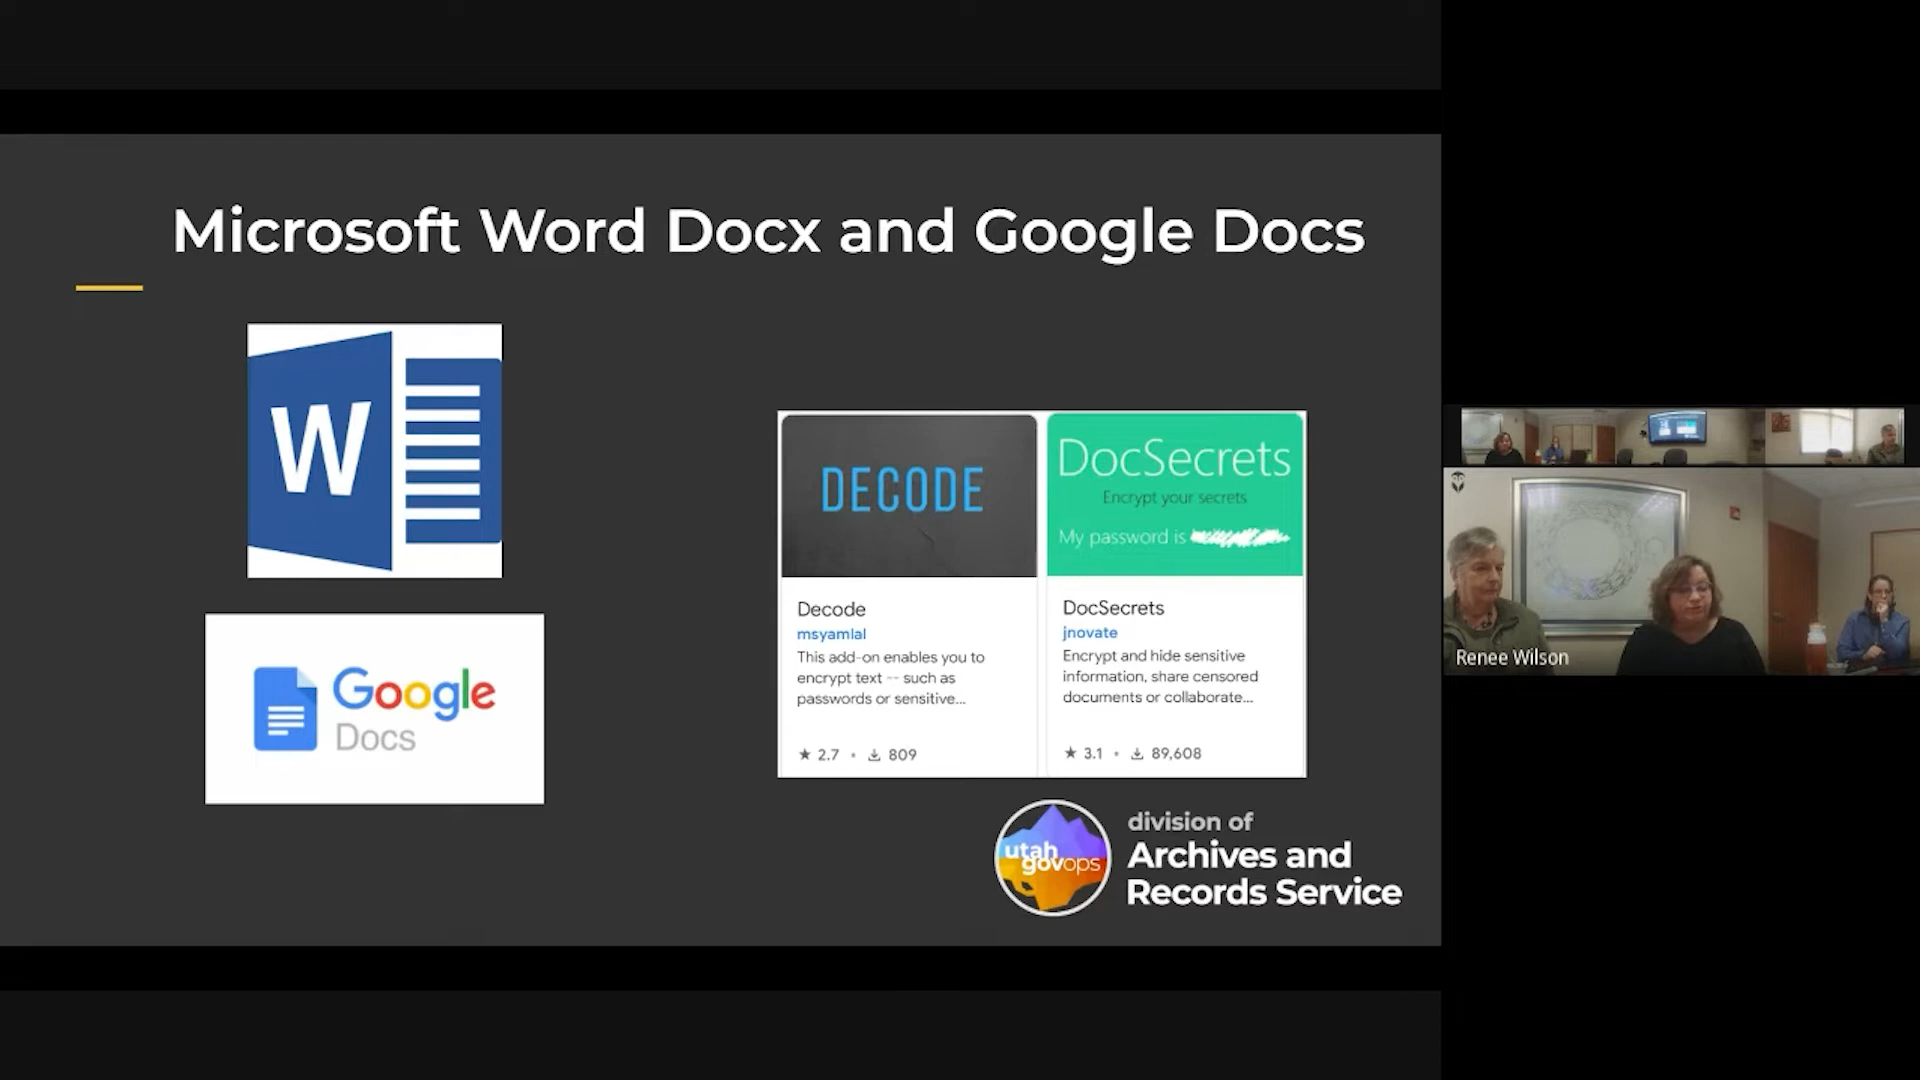 Microsoft Word Docx and Google Docs
W
Google
Docs
DECODE
Decode
msyamlal
This add-on enables you to
encrypt text -- such as
passwords or sensitive...
2.7 • 809
DocSecrets
Encrypt your secrets
My password is
DocSecrets
jnovate
Encrypt and hide sensitive
information, share censored
documents or collaborate...
3.1 • 89,608
utah
govops
division of
Archives and
Records Service
Renee Wilson